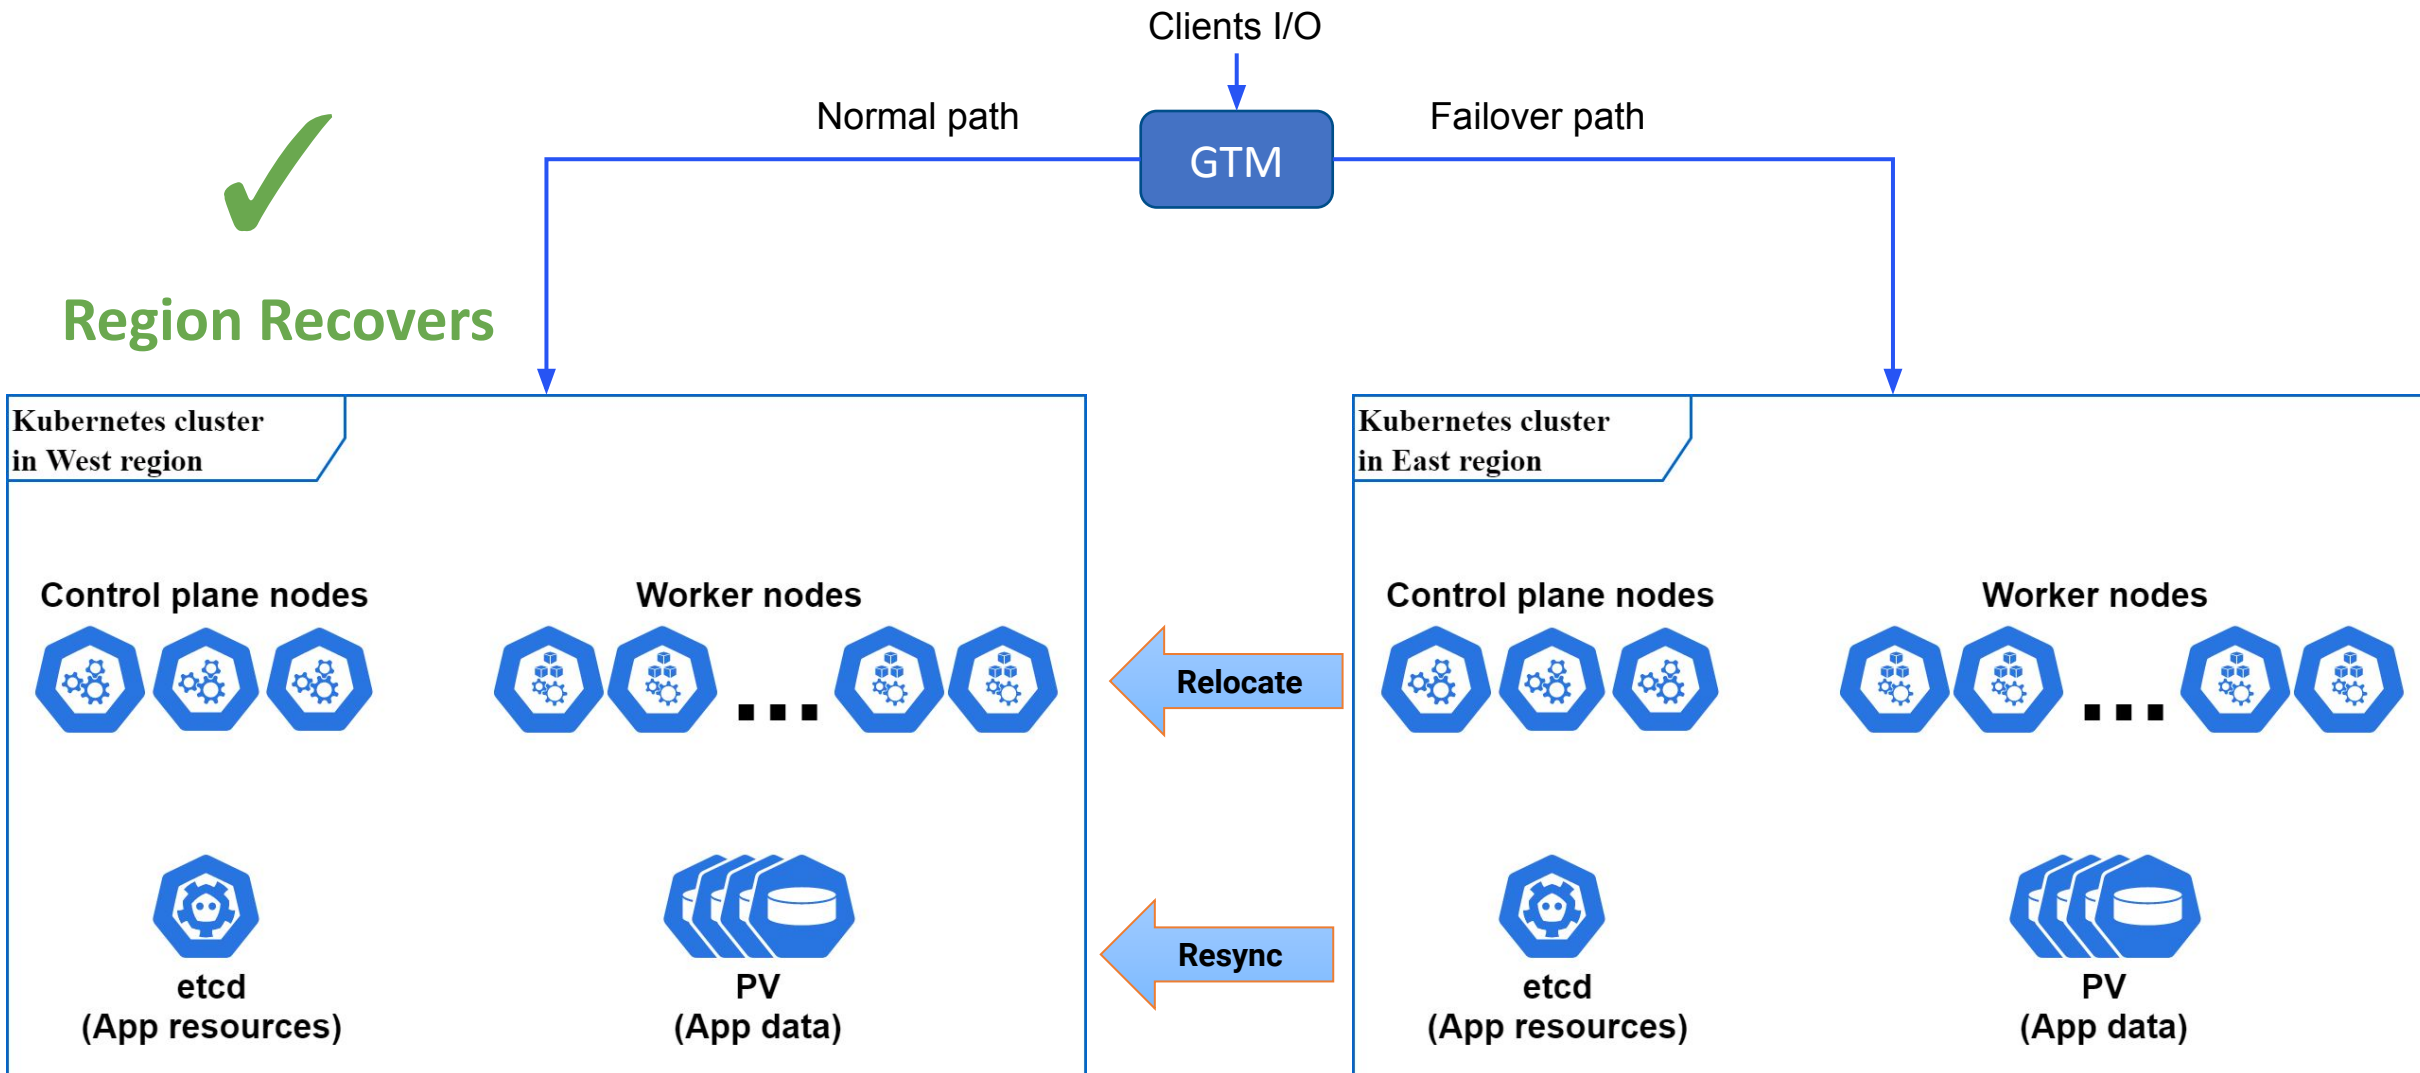 Clients I/O
Normal path
Failover path
GTM
Region Recovers
Kubernetes cluster
in West region
Control plane nodes
Worker nodes
etcd
(App resources)
PV
(App data)
Relocate
Resync
Kubernetes cluster
in East region
Control plane nodes
Worker nodes
etcd
(App resources)
PV
(App data)